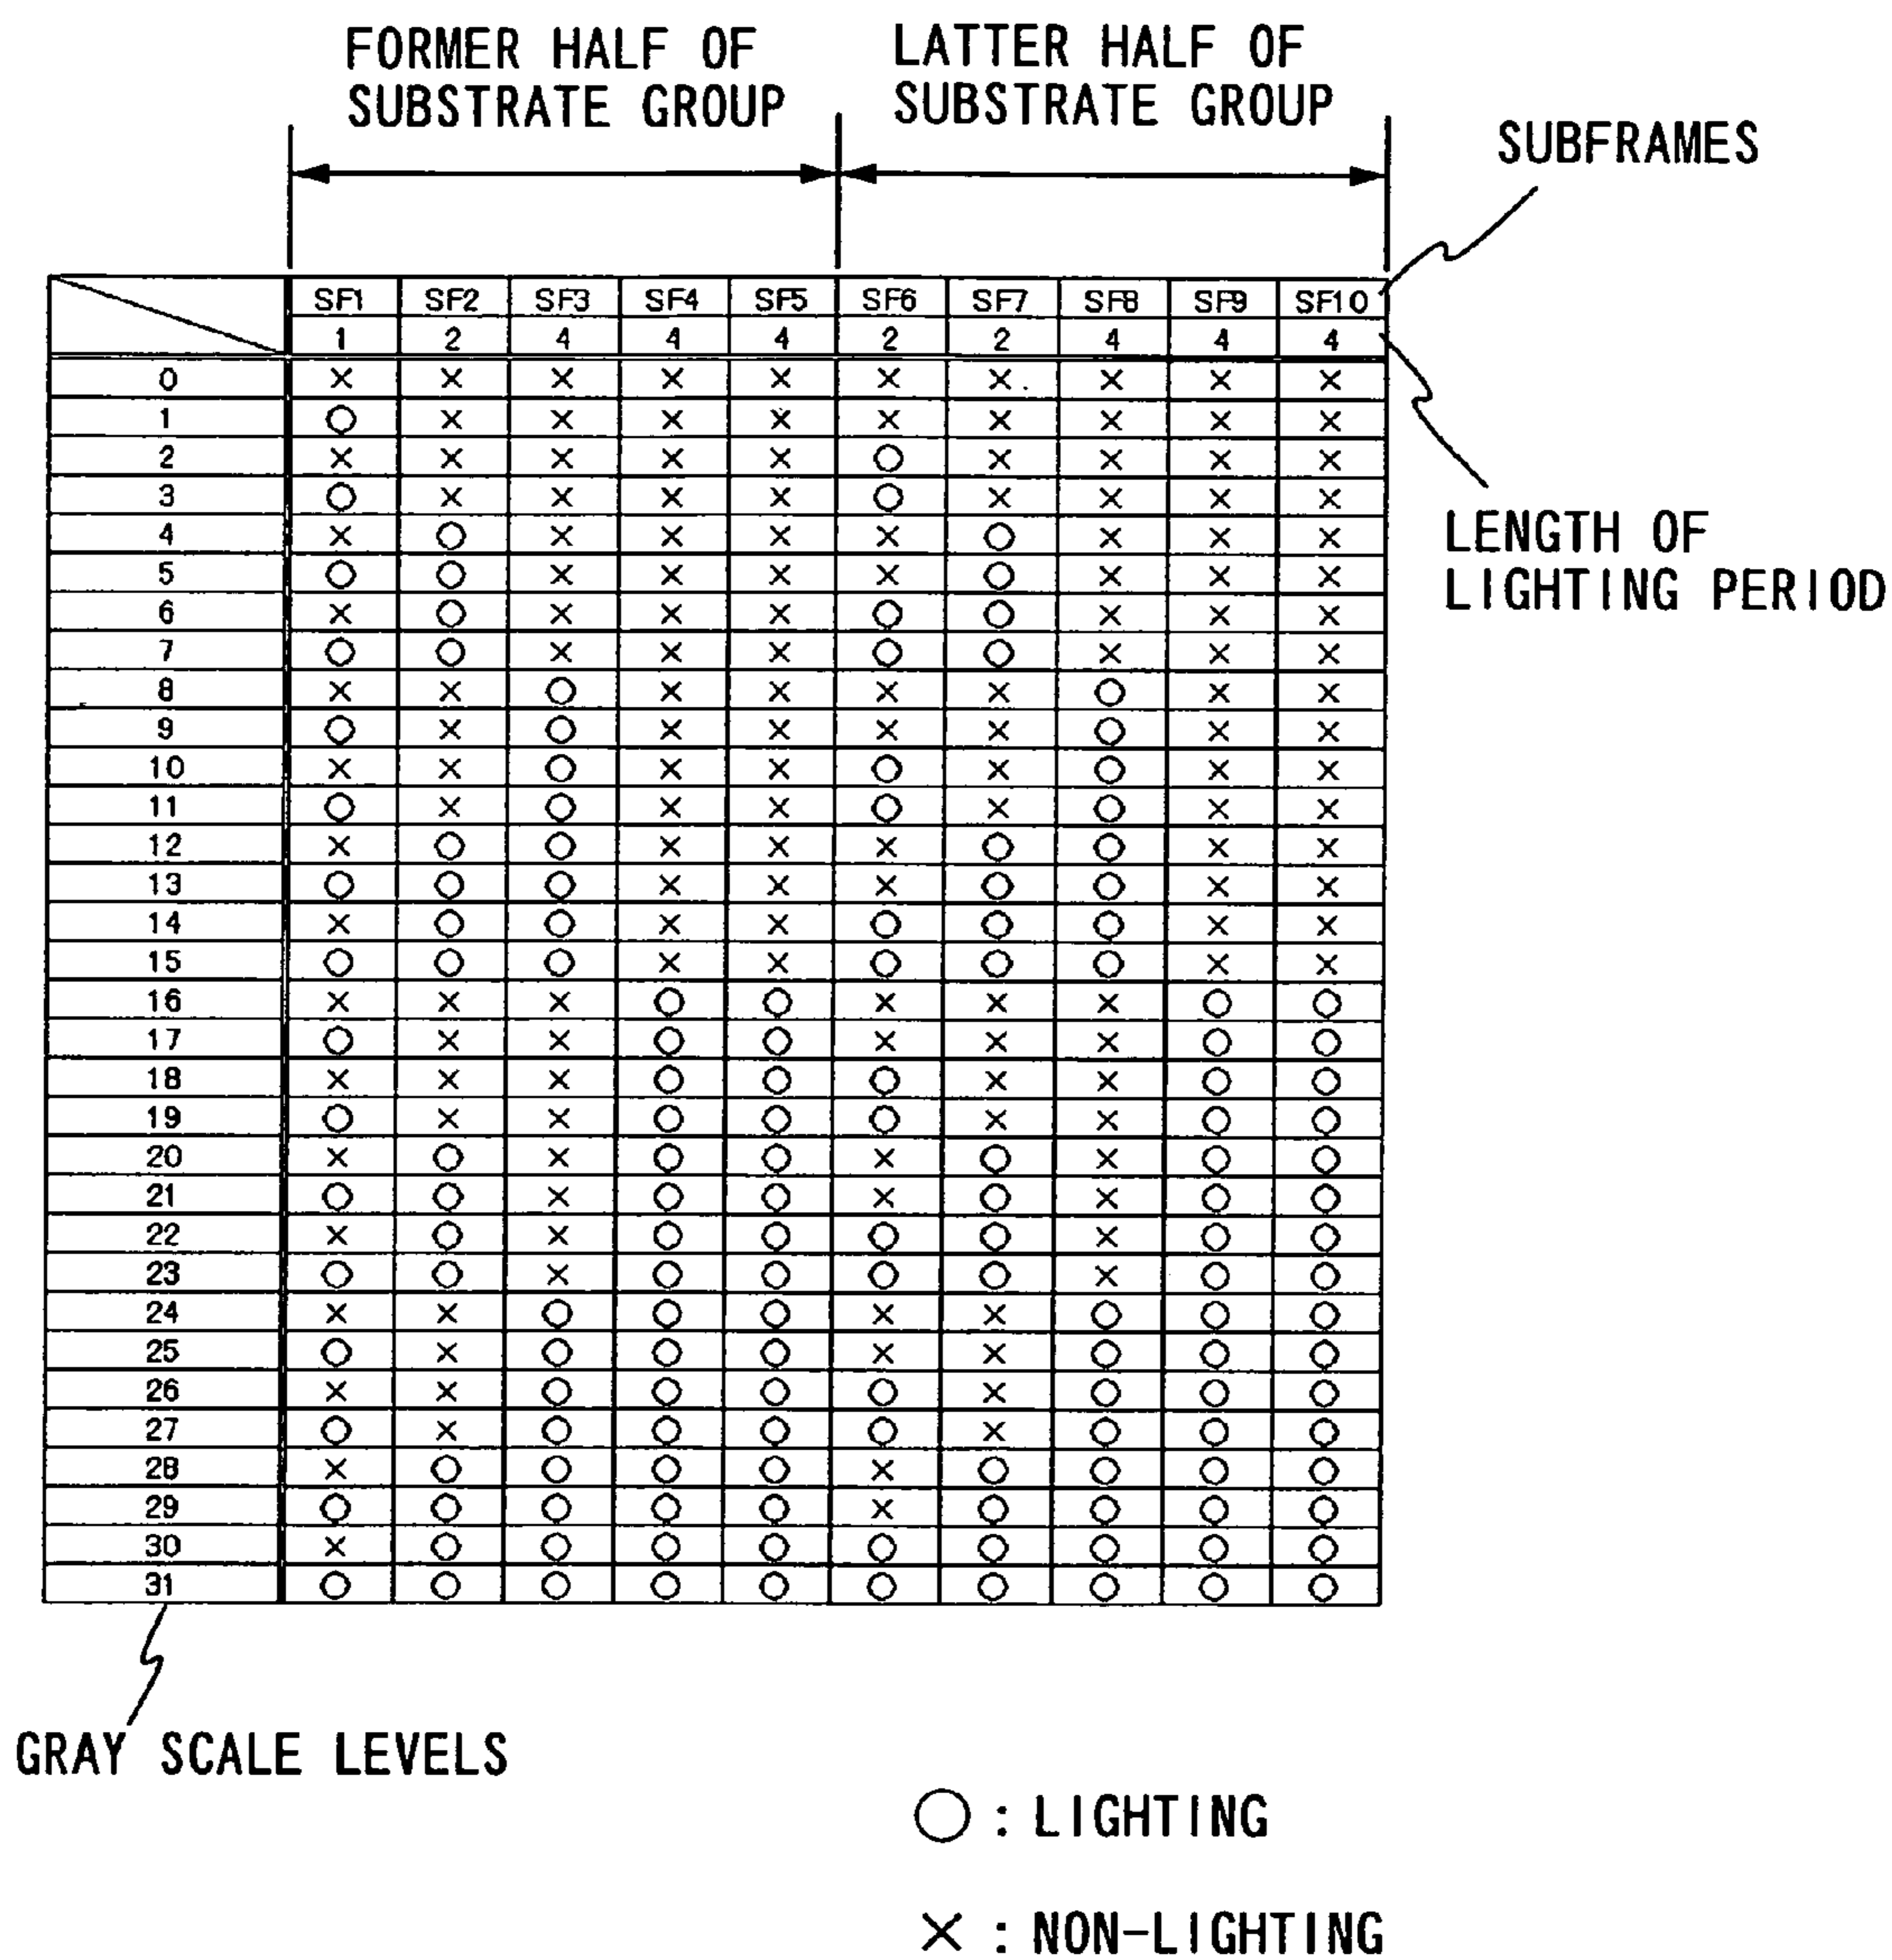 FORMER HALF OF
SUBSTRATE GROUP
LATTER HALF OF
SUBSTRATE GROUP
SUBFRAMES
SF1 SF2 SF3 SF4 SF5 SF6 SF7 SF8 SF9 SF10
1 2 4 4 4 2 2 4 4 4
0 × × × × × × × × × ×
1 ○ × × × × × × × × ×
2 × × × × × ○ × × × ×
3 ○ × × × × ○ × × × ×
4 × ○ × × × × ○ × × ×
5 ○ ○ × × × × ○ × × ×
6 × ○ × × × ○ ○ × × ×
7 ○ ○ × × × ○ ○ × × ×
8 × × ○ × × × × ○ × ×
9 ○ × ○ × × × × ○ × ×
10 × × ○ × × ○ × ○ × ×
11 ○ × ○ × × ○ × ○ × ×
12 × ○ ○ × × × ○ ○ × ×
13 ○ ○ ○ × × × ○ ○ × ×
14 × ○ ○ × × ○ ○ ○ × ×
15 ○ ○ ○ × × ○ ○ ○ × ×
16 × × × ○ ○ × × × ○ ○
17 ○ × × ○ ○ × × × ○ ○
18 × × × ○ ○ ○ × × ○ ○
19 ○ × × ○ ○ ○ × × ○ ○
20 × ○ × ○ ○ × ○ × ○ ○
21 ○ ○ × ○ ○ × ○ × ○ ○
22 × ○ × ○ ○ ○ ○ × ○ ○
23 ○ ○ × ○ ○ ○ ○ × ○ ○
24 × × ○ ○ ○ × × ○ ○ ○
25 ○ × ○ ○ ○ × × ○ ○ ○
26 × × ○ ○ ○ ○ × ○ ○ ○
27 ○ × ○ ○ ○ ○ × ○ ○ ○
28 × ○ ○ ○ ○ × ○ ○ ○ ○
29 ○ ○ ○ ○ ○ × ○ ○ ○ ○
30 × ○ ○ ○ ○ ○ ○ ○ ○ ○
31 ○ ○ ○ ○ ○ ○ ○ ○ ○ ○
LENGTH OF
LIGHTING PERIOD
GRAY SCALE LEVELS
○ : LIGHTING
× : NON-LIGHTING